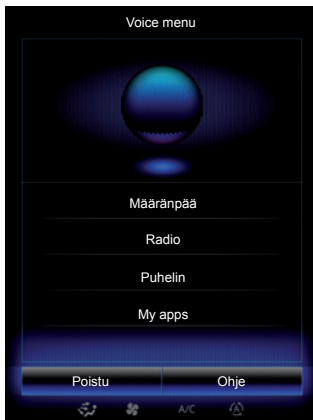 Voice menu
Määränpää
Radio
Puhelin
My apps
Poistu Ohje
A/C